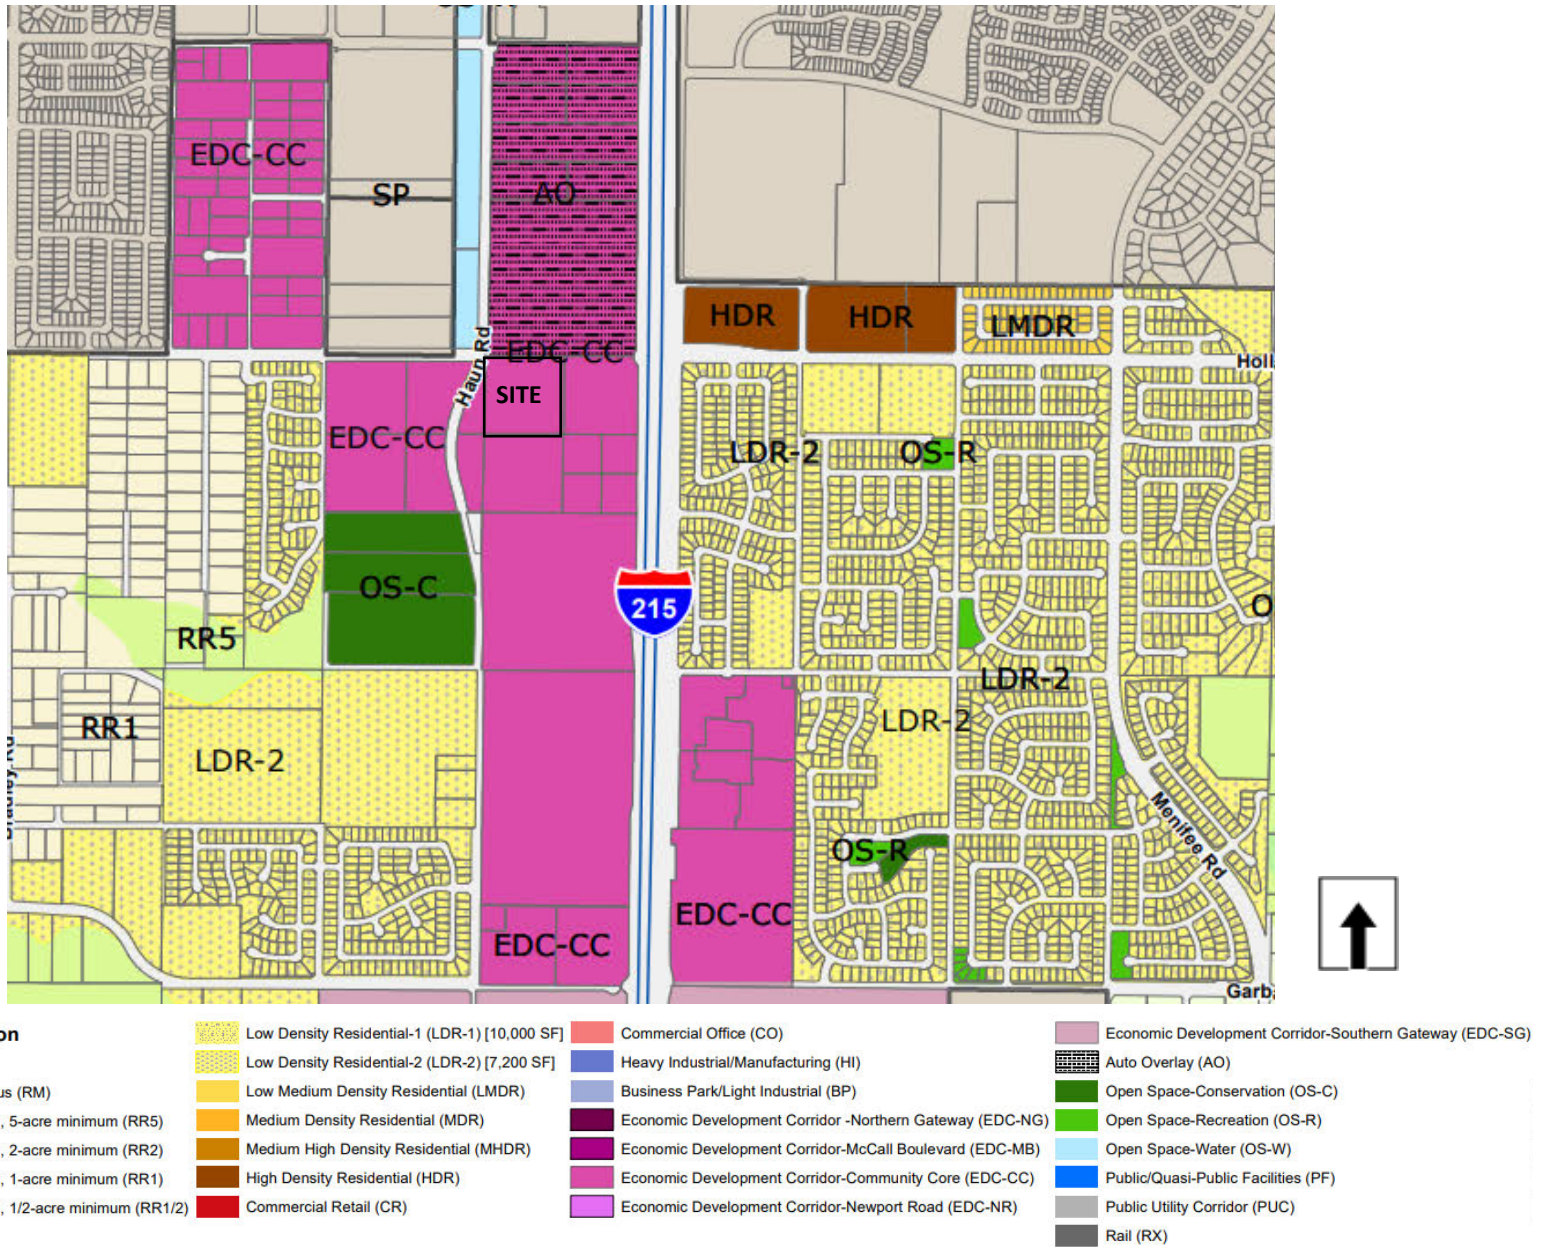 EDC-CC
SP
AO
HDR
HDR
LMDR
EDC-CC
Haun Rd
SITE
Holl
EDC-CC
LDR-2
OS-R
OS-C
215
RR5
O
LDR-2
RR1
LDR-2
LDR-2
Bradley Rd
Menifee Rd
OS-R
EDC-CC
EDC-CC
Garb
on
us (RM)
, 5-acre minimum (RR5)
, 2-acre minimum (RR2)
, 1-acre minimum (RR1)
, 1/2-acre minimum (RR1/2)
Low Density Residential-1 (LDR-1) [10,000 SF]
Low Density Residential-2 (LDR-2) [7,200 SF]
Low Medium Density Residential (LMDR)
Medium Density Residential (MDR)
Medium High Density Residential (MHDR)
High Density Residential (HDR)
Commercial Retail (CR)
Commercial Office (CO)
Heavy Industrial/Manufacturing (HI)
Business Park/Light Industrial (BP)
Economic Development Corridor -Northern Gateway (EDC-NG)
Economic Development Corridor-McCall Boulevard (EDC-MB)
Economic Development Corridor-Community Core (EDC-CC)
Economic Development Corridor-Newport Road (EDC-NR)
Economic Development Corridor-Southern Gateway (EDC-SG)
Auto Overlay (AO)
Open Space-Conservation (OS-C)
Open Space-Recreation (OS-R)
Open Space-Water (OS-W)
Public/Quasi-Public Facilities (PF)
Public Utility Corridor (PUC)
Rail (RX)